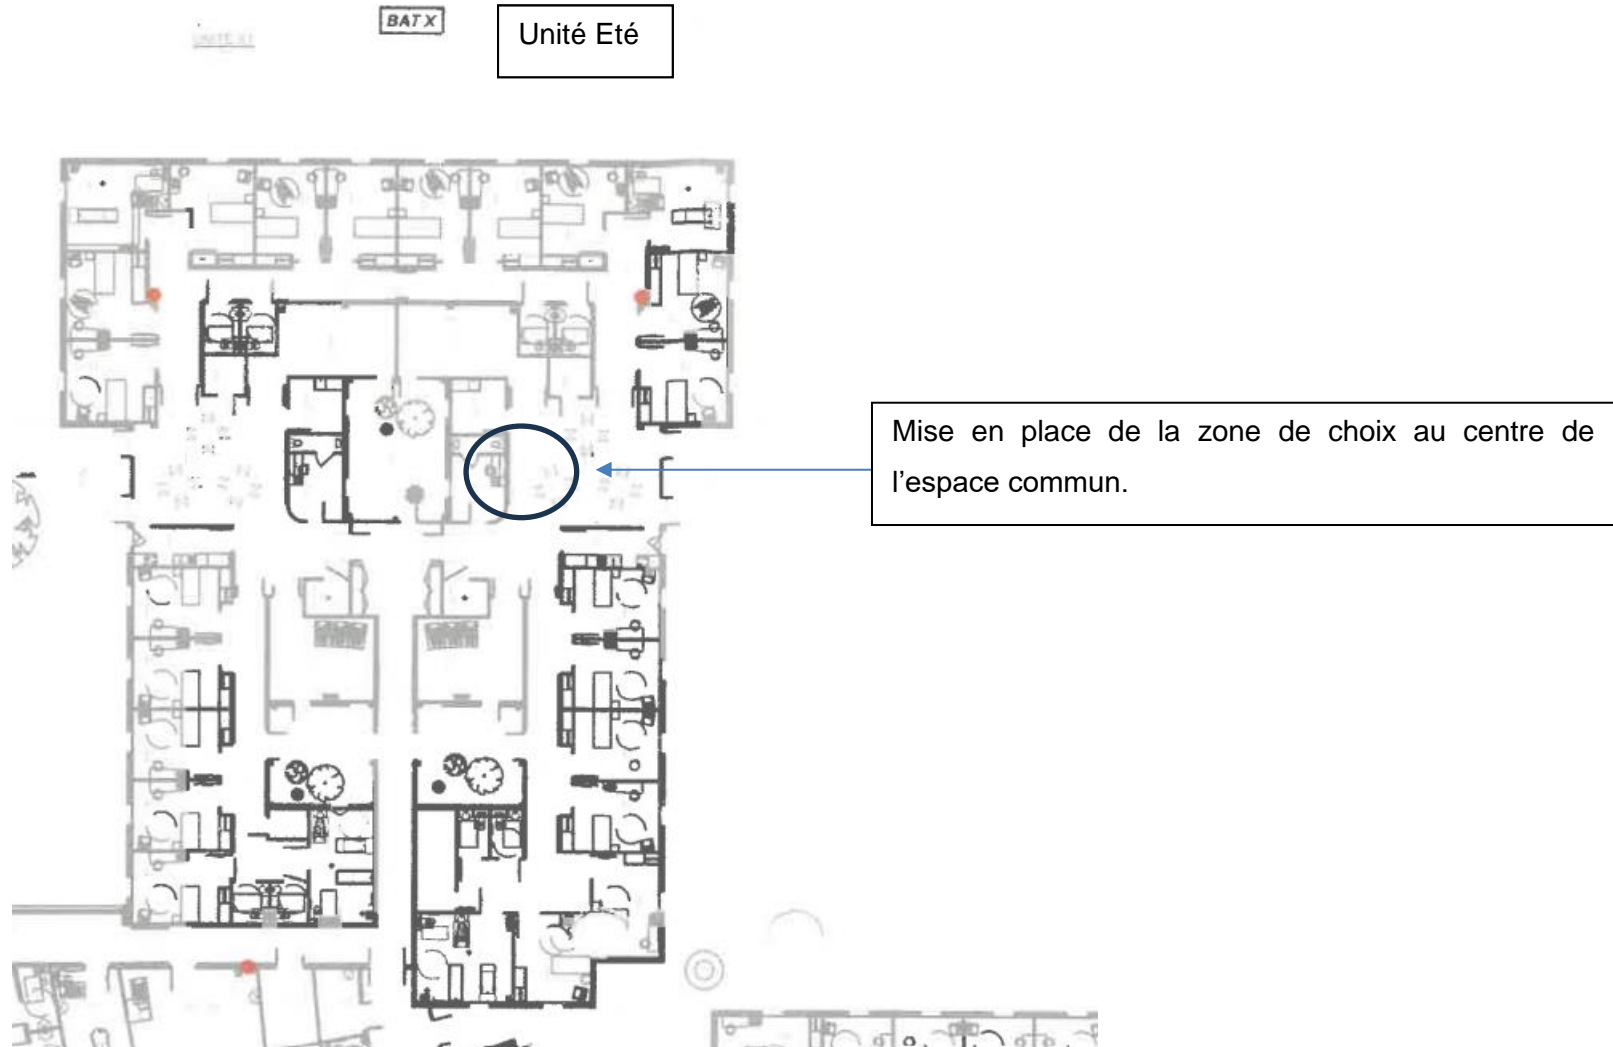 BAT X
Unité Eté
Mise en place de la zone de choix au centre de
l’espace commun.